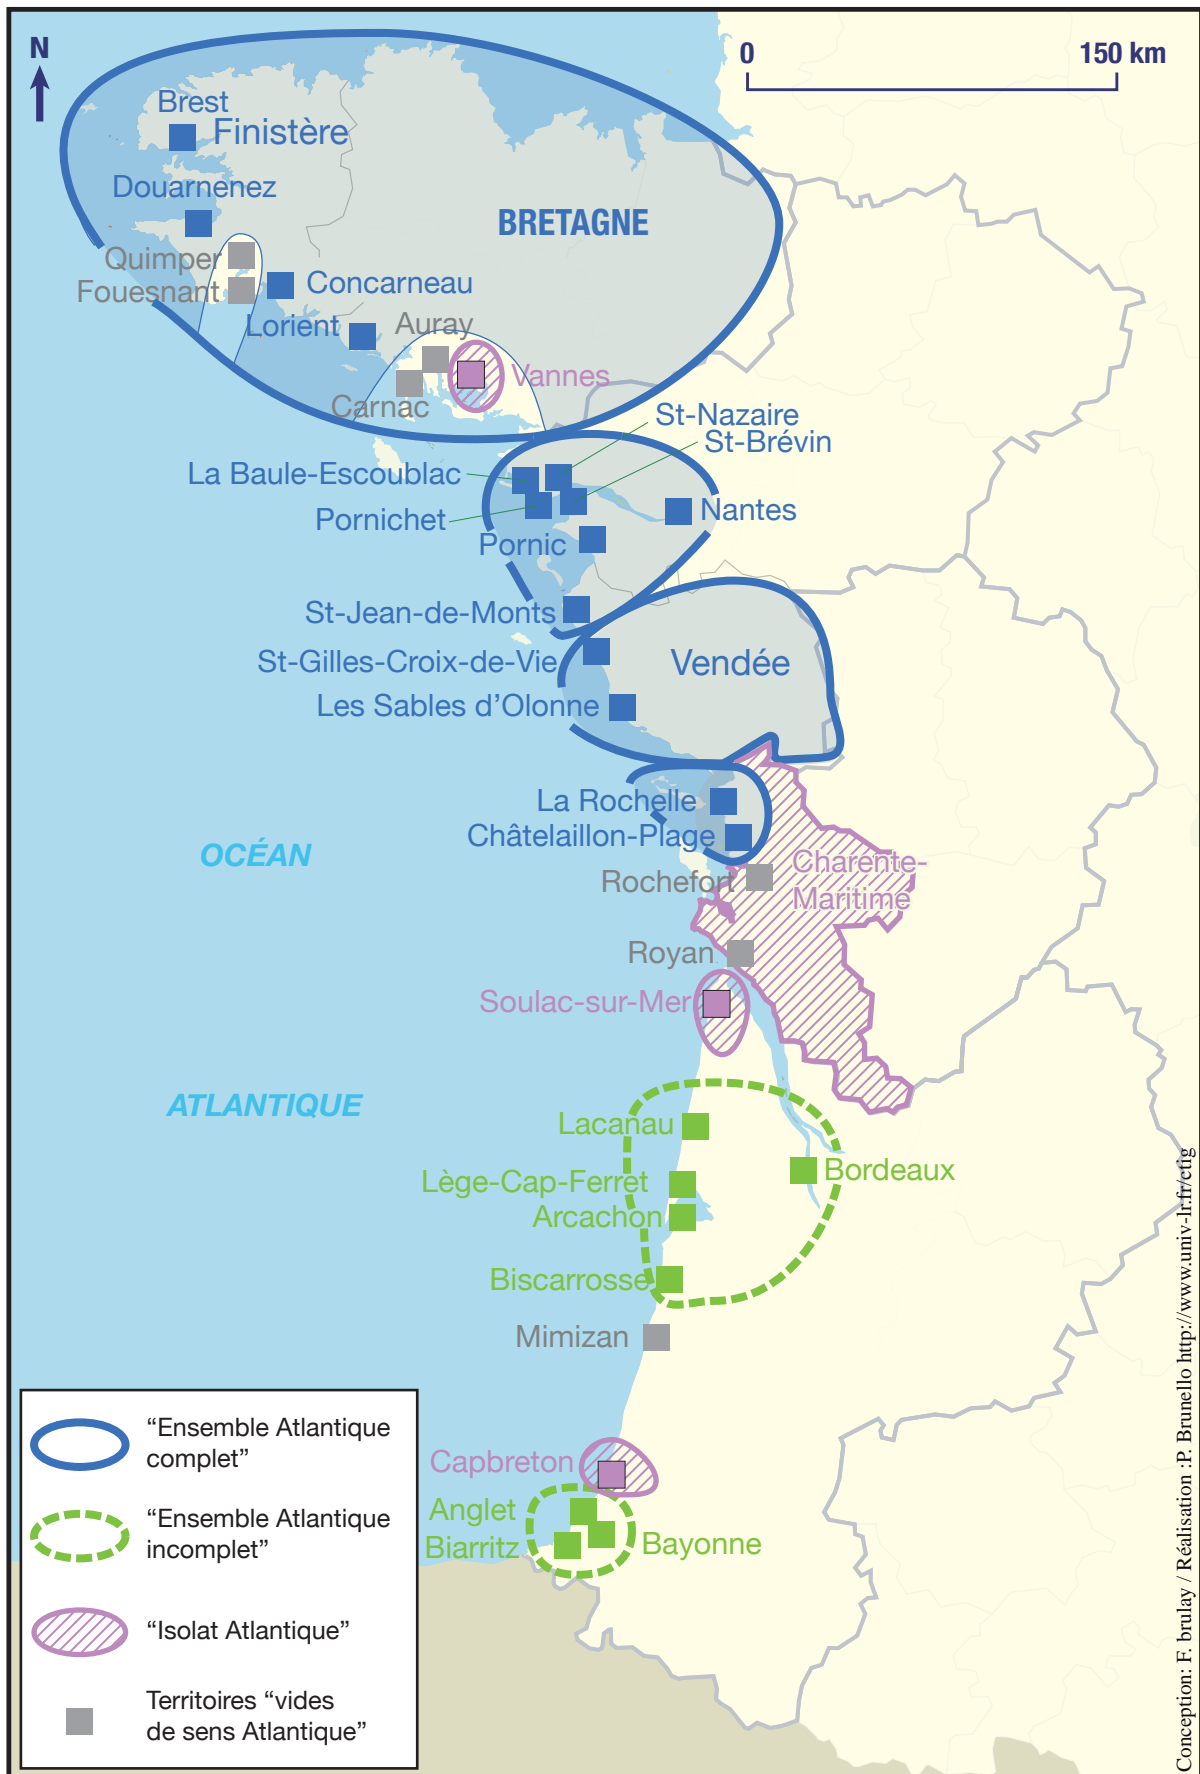 N
0
150 km
Brest
Finistère
Douarnenez
BRETAGNE
Quimper
Fouesnant
Concarneau
Lorient
Auray
Vannes
Carnac
St-Nazaire
St-Brévin
La Baule-Escoublac
Pornichet
Nantes
Pornic
St-Jean-de-Monts
St-Gilles-Croix-de-Vie
Vendée
Les Sables d’Olonne
La Rochelle
Châtelaillon-Plage
OCÉAN
Charente-
Maritime
Rochefort
Royan
Soulac-sur-Mer
ATLANTIQUE
Lacanau
Bordeaux
Lège-Cap-Ferret
Arcachon
Biscarrosse
Mimizan
Capbreton
Anglet
Biarritz
Bayonne
“Ensemble Atlantique
complet”
“Ensemble Atlantique
incomplet”
“Isolat Atlantique”
Territoires “vides
de sens Atlantique”
Conception: F. brulay / Réalisation :P. Brunello http://www.univ-lr.fr/ctig